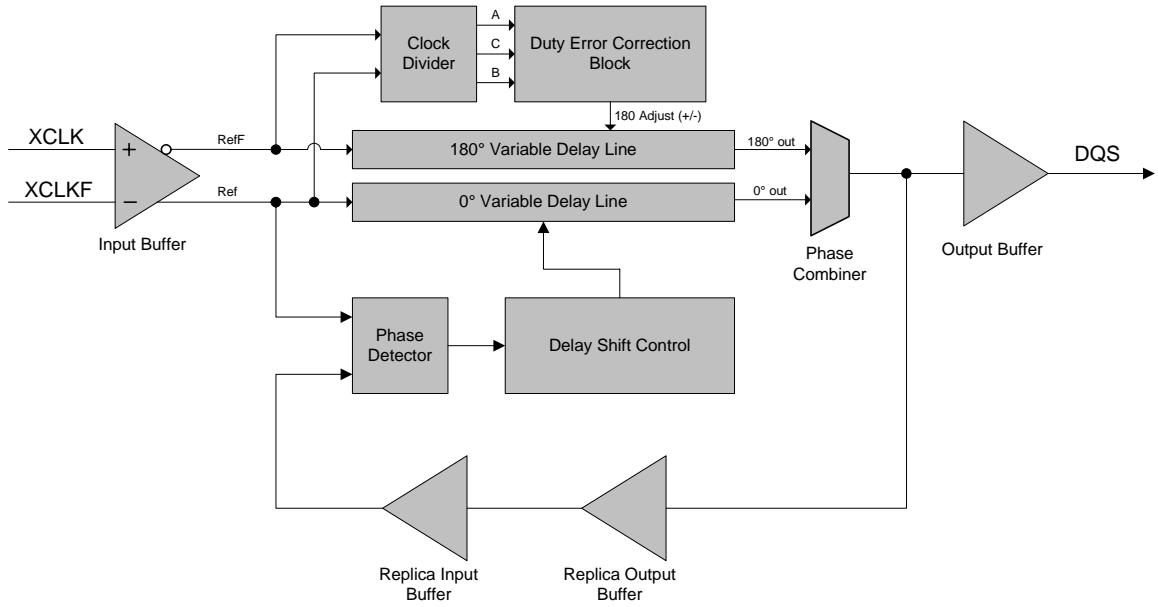 A
Clock
Divider
C
B
Duty Error Correction
Block
180 Adjust (+/-)
XCLK
+
RefF
180° Variable Delay Line
180° out
DQS
XCLKF
−
Ref
0° Variable Delay Line
0° out
Input Buffer
Phase
Combiner
Output Buffer
Phase
Detector
Delay Shift Control
Replica Input
Buffer
Replica Output
Buffer